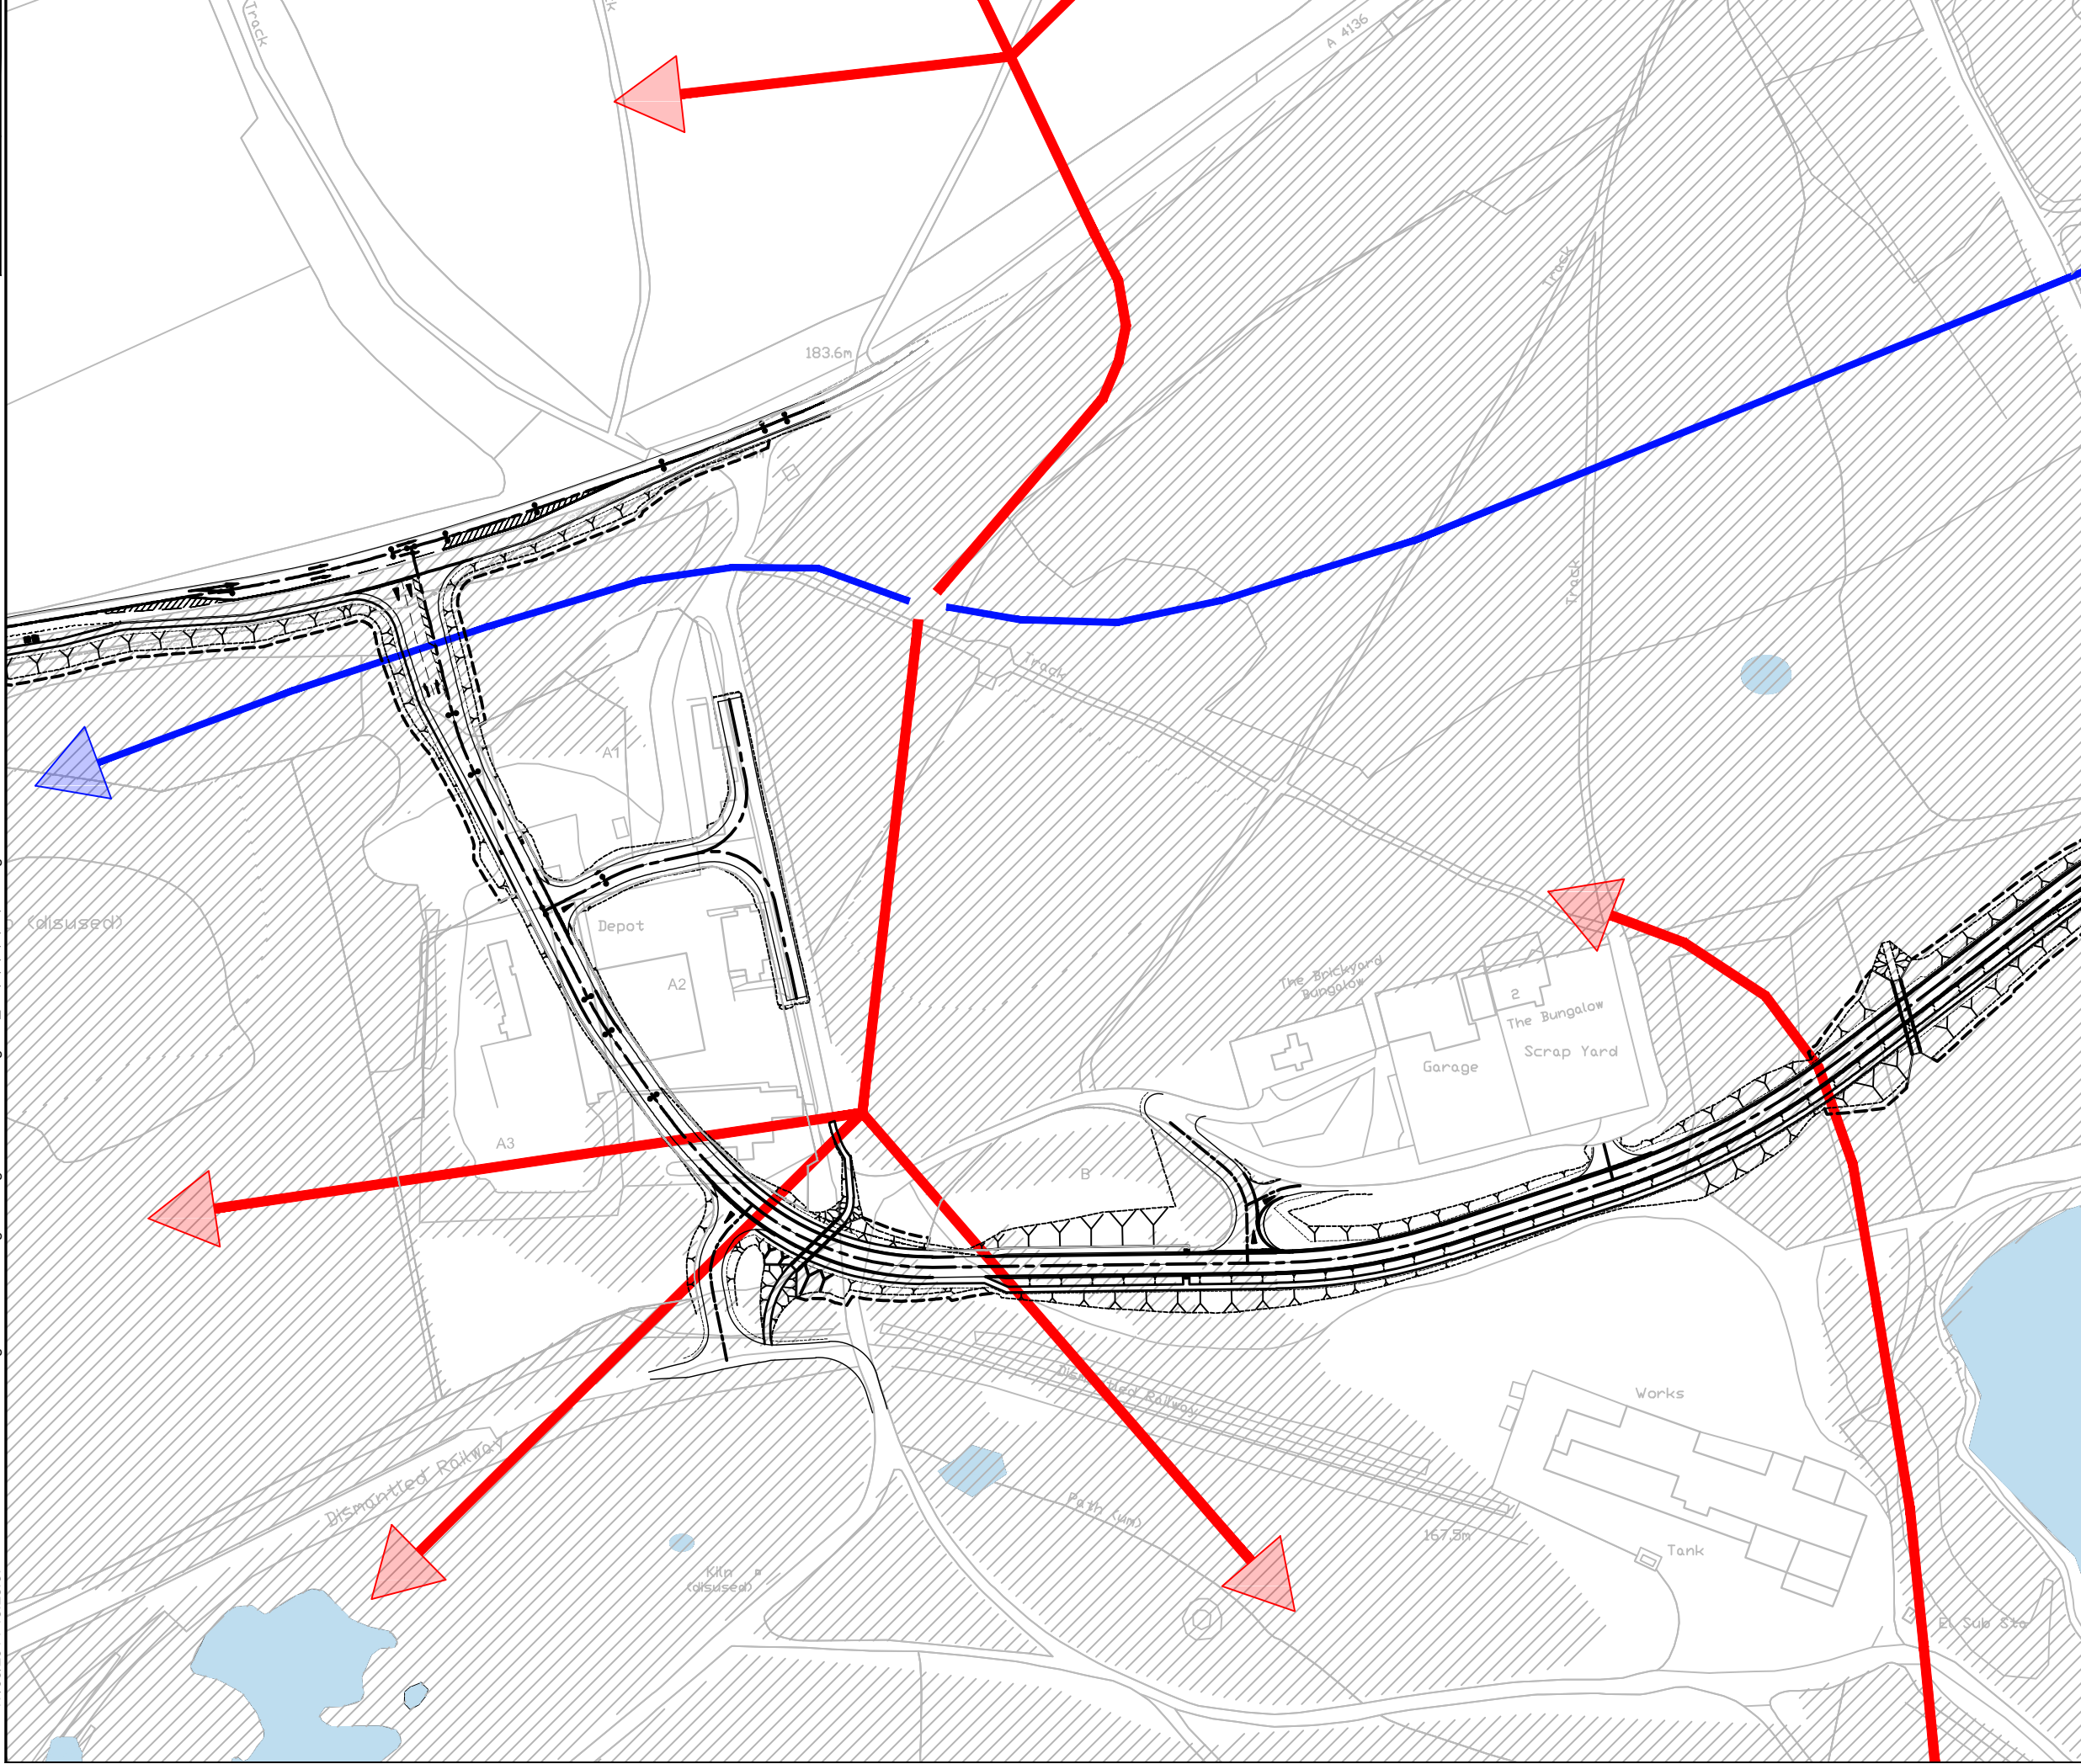 Track
A 4136
Track
183.6m
Track
Track
A1
(disused)
Depot
A2
The Brickyard
Bungalow
2
The Bungalow
Scrap Yard
Garage
A3
B
Dismantled Railway
Works
Dismantled Railway
Path (um)
167.5m
Tank
Kiln
(disused)
El Sub Sta